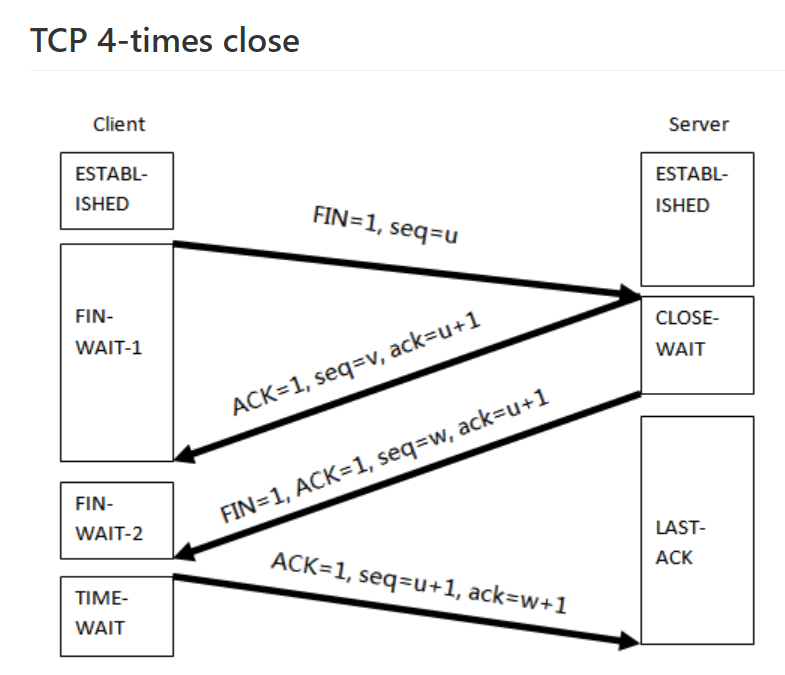 TCP 4-times close
Client
Server
ESTABL-
ISHED
ESTABL-
ISHED
FIN=1, seq=u
FIN-
WAIT-1
CLOSE-
WAIT
ACK=1, seq=v, ack=u+1
FIN=1, ACK=1, seq=w, ack=u+1
FIN-
WAIT-2
LAST-
ACK
ACK=1, seq=u+1, ack=w+1
TIME-
WAIT